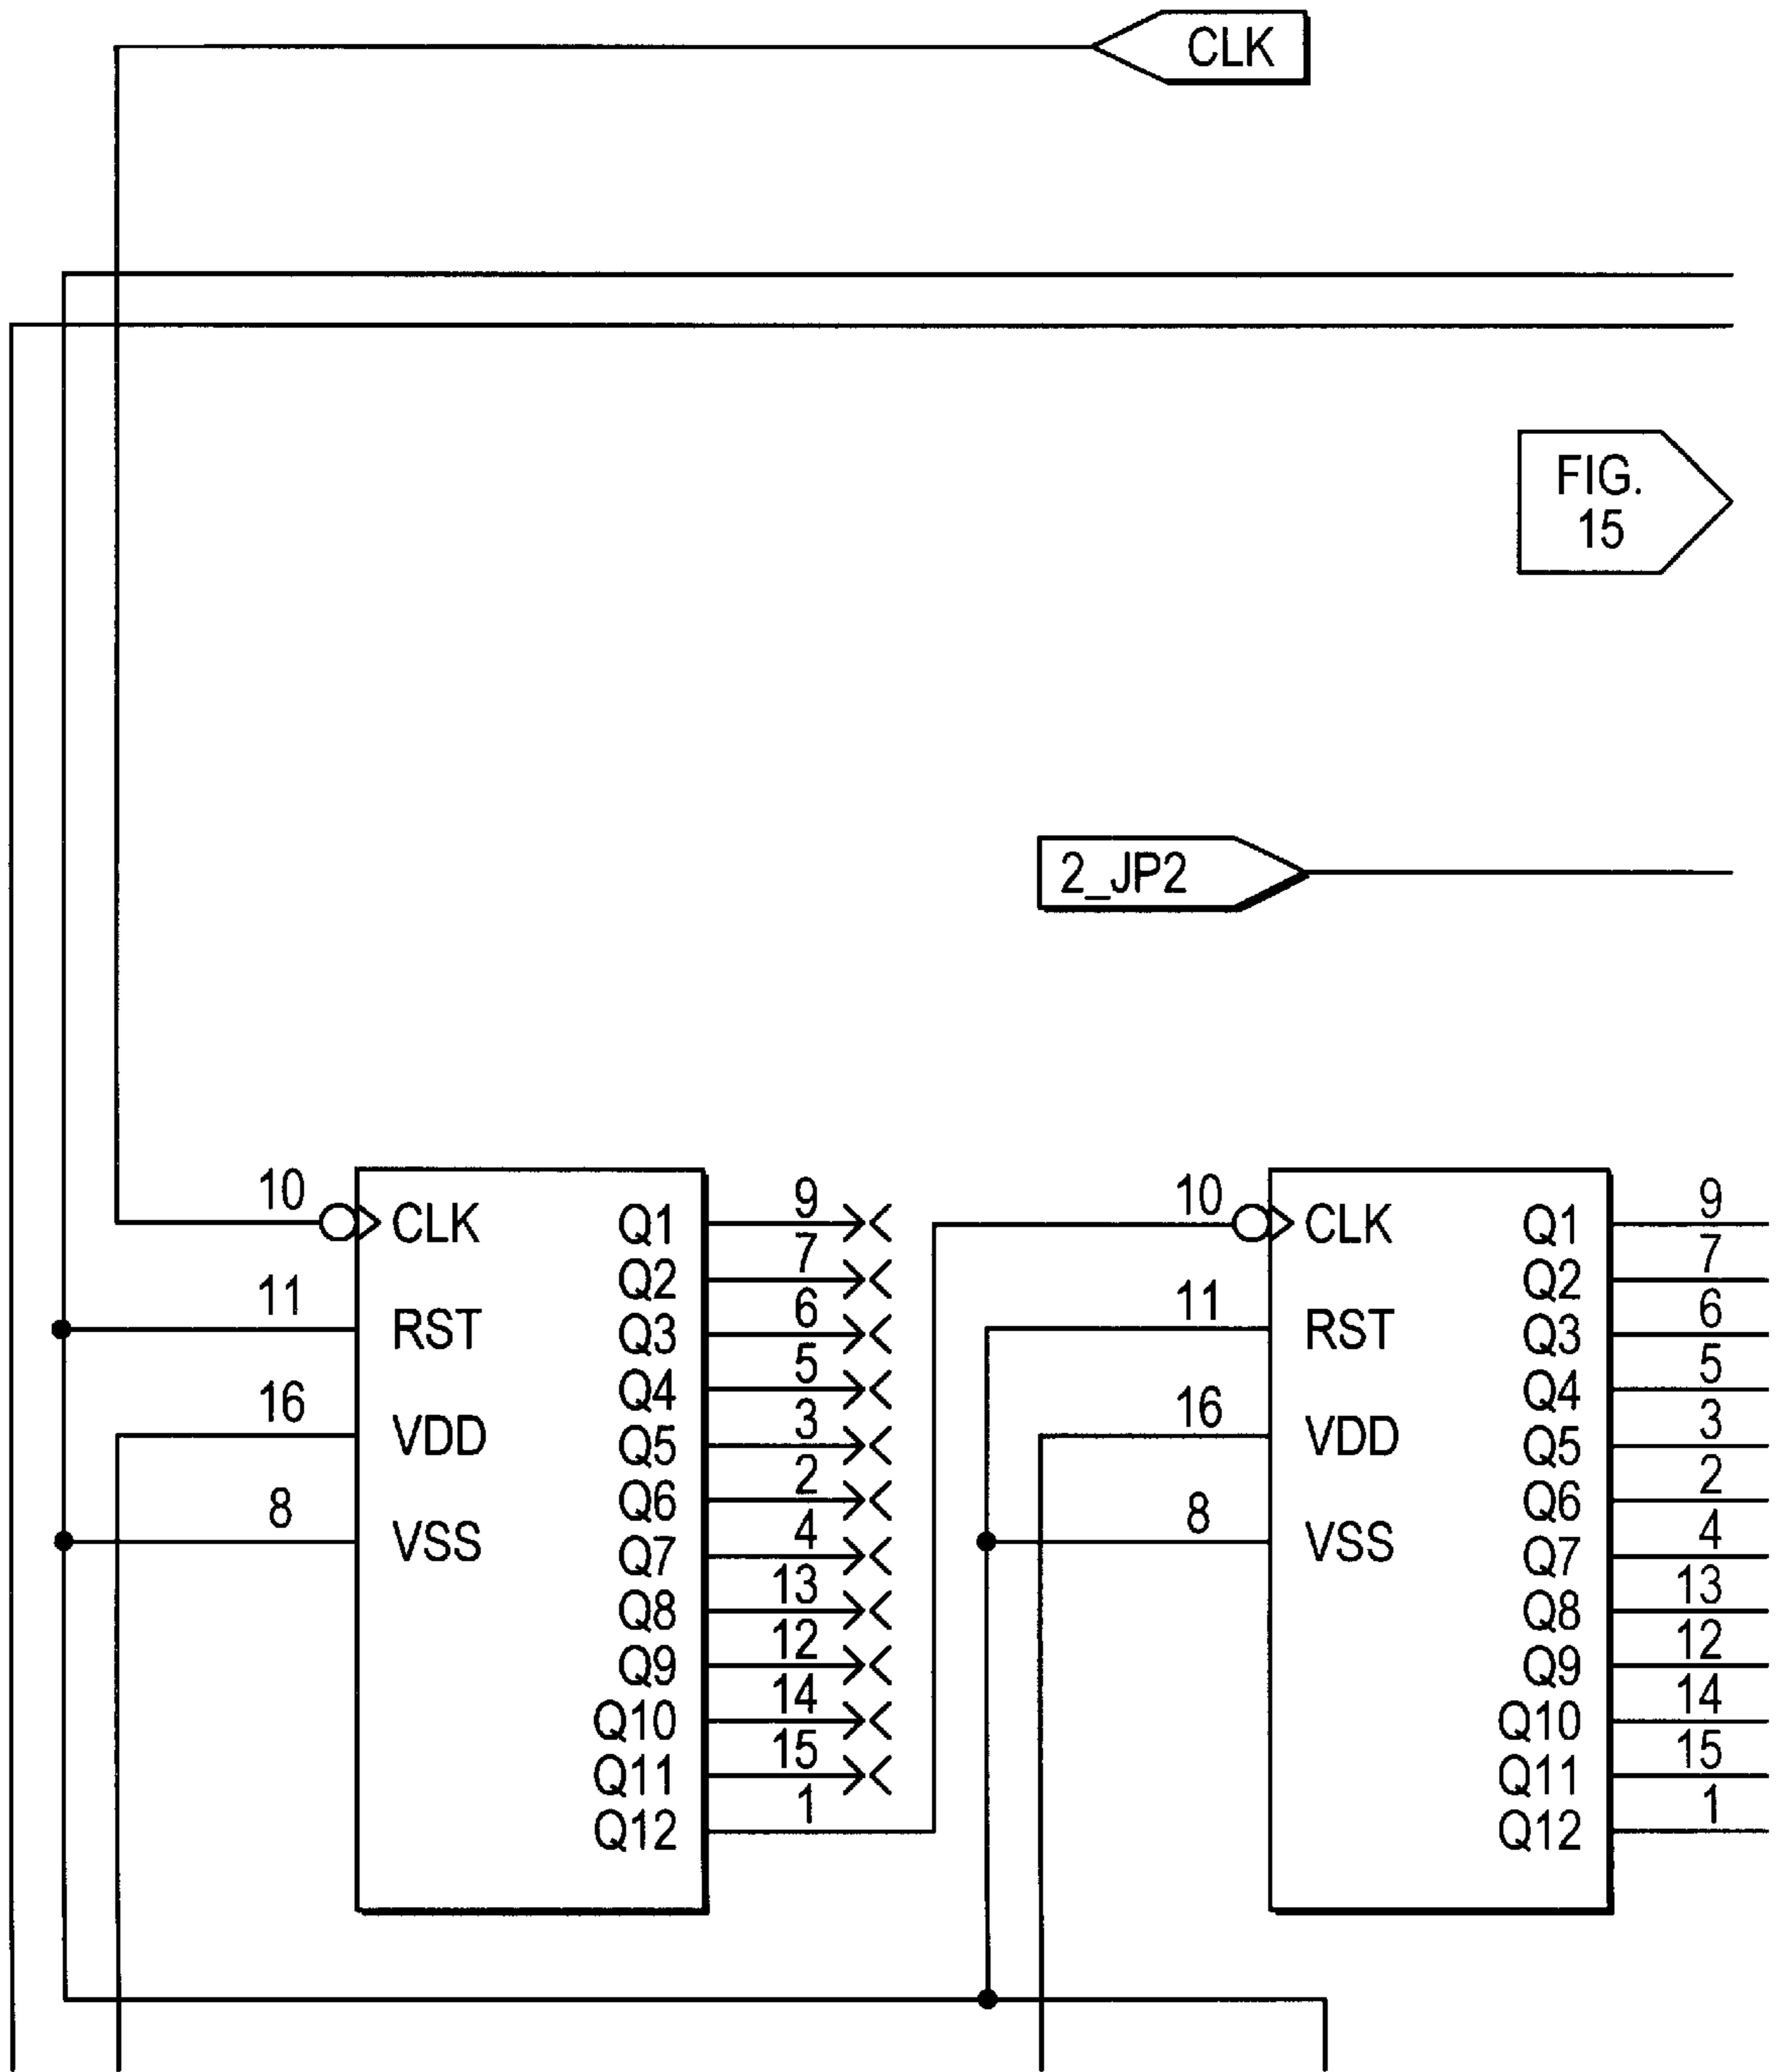 CLK
FIG.
15
2_JP2
10
CLK
11
RST
16
VDD
8
VSS
Q1 9
Q2 7
Q3 6
Q4 5
Q5 3
Q6 2
Q7 4
Q8 13
Q9 12
Q10 14
Q11 15
Q12 1
10
CLK
11
RST
16
VDD
8
VSS
Q1 9
Q2 7
Q3 6
Q4 5
Q5 3
Q6 2
Q7 4
Q8 13
Q9 12
Q10 14
Q11 15
Q12 1